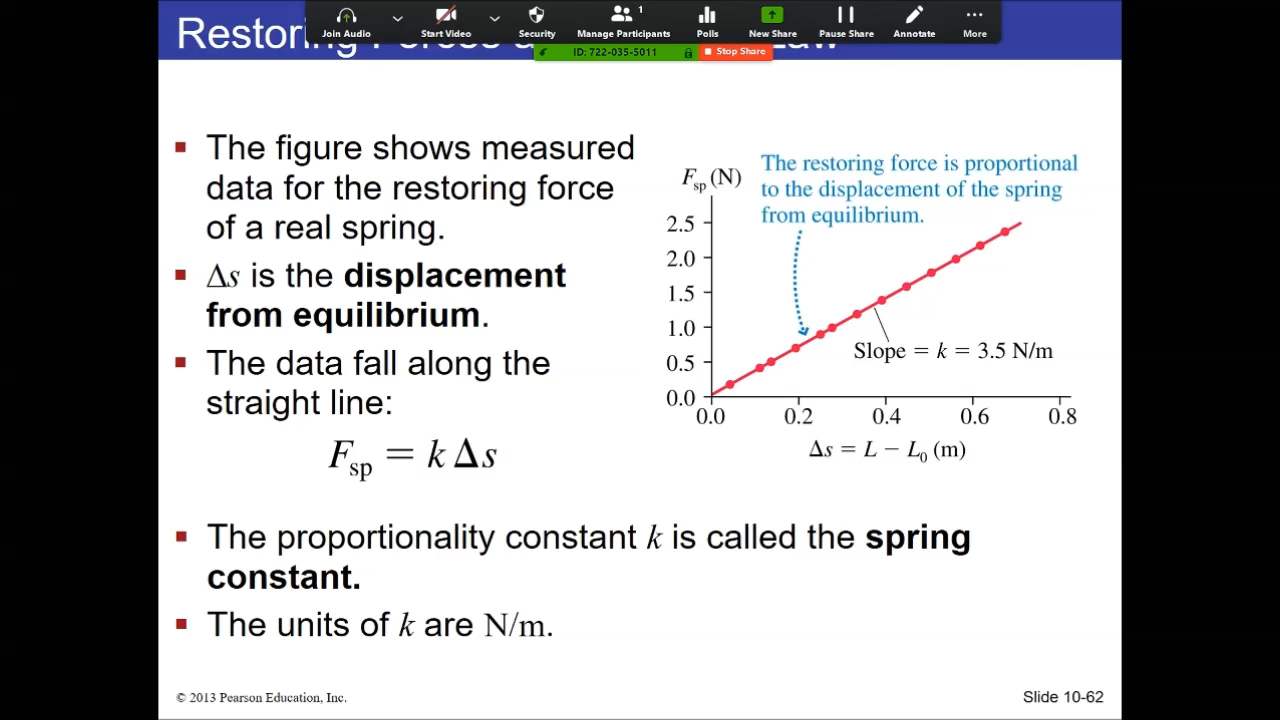 Join Audio
Start Video
Security
1
Manage Participants
Polls
New Share
Pause Share
Annotate
More
ID: 722-035-5011
Stop Share
The figure shows measured
data for the restoring force
of a real spring.
Δs is the displacement
from equilibrium.
The data fall along the
straight line:
F_sp = k Δs
F_sp (N)
The restoring force is proportional
to the displacement of the spring
from equilibrium.
2.5
2.0
1.5
1.0
0.5
0.0
Slope = k = 3.5 N/m
0.0 0.2 0.4 0.6 0.8
Δs = L − L₀ (m)
The proportionality constant k is called the spring
constant.
The units of k are N/m.
© 2013 Pearson Education, Inc.
Slide 10-62